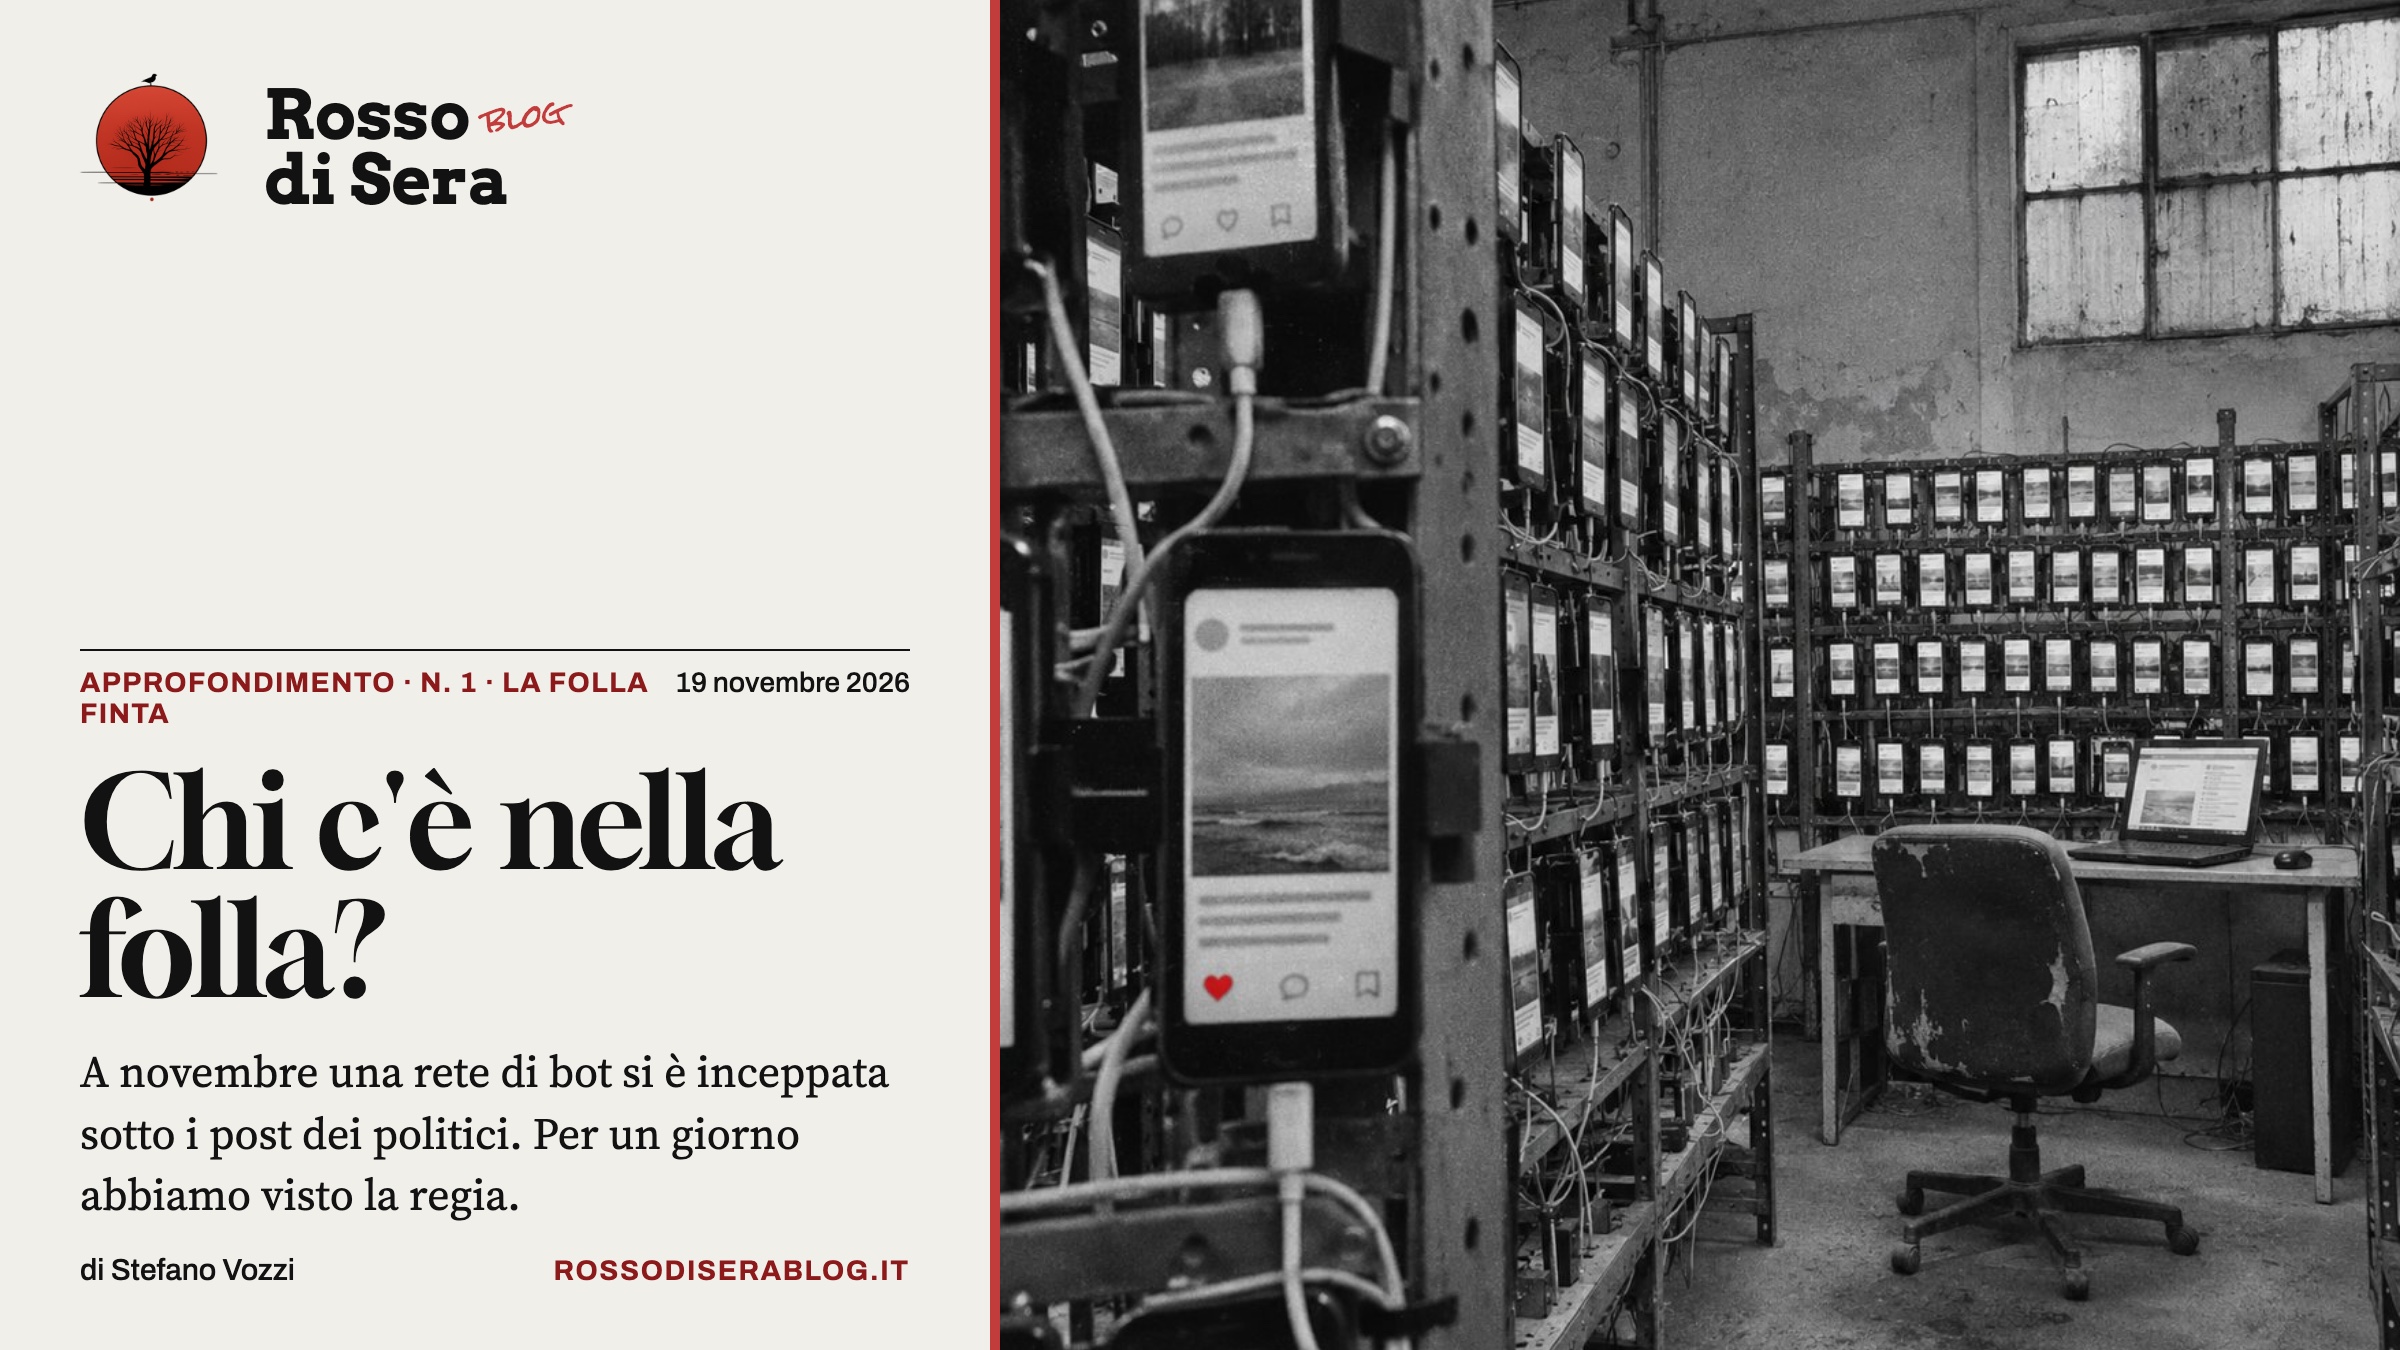 Rosso BLOG
di Sera
APPROFONDIMENTO · N. 1 · LA FOLLA 19 novembre 2026
FINTA
Chi c'è nella
folla?
A novembre una rete di bot si è inceppata
sotto i post dei politici. Per un giorno
abbiamo visto la regia.
di Stefano Vozzi ROSSODISERABLOG.IT